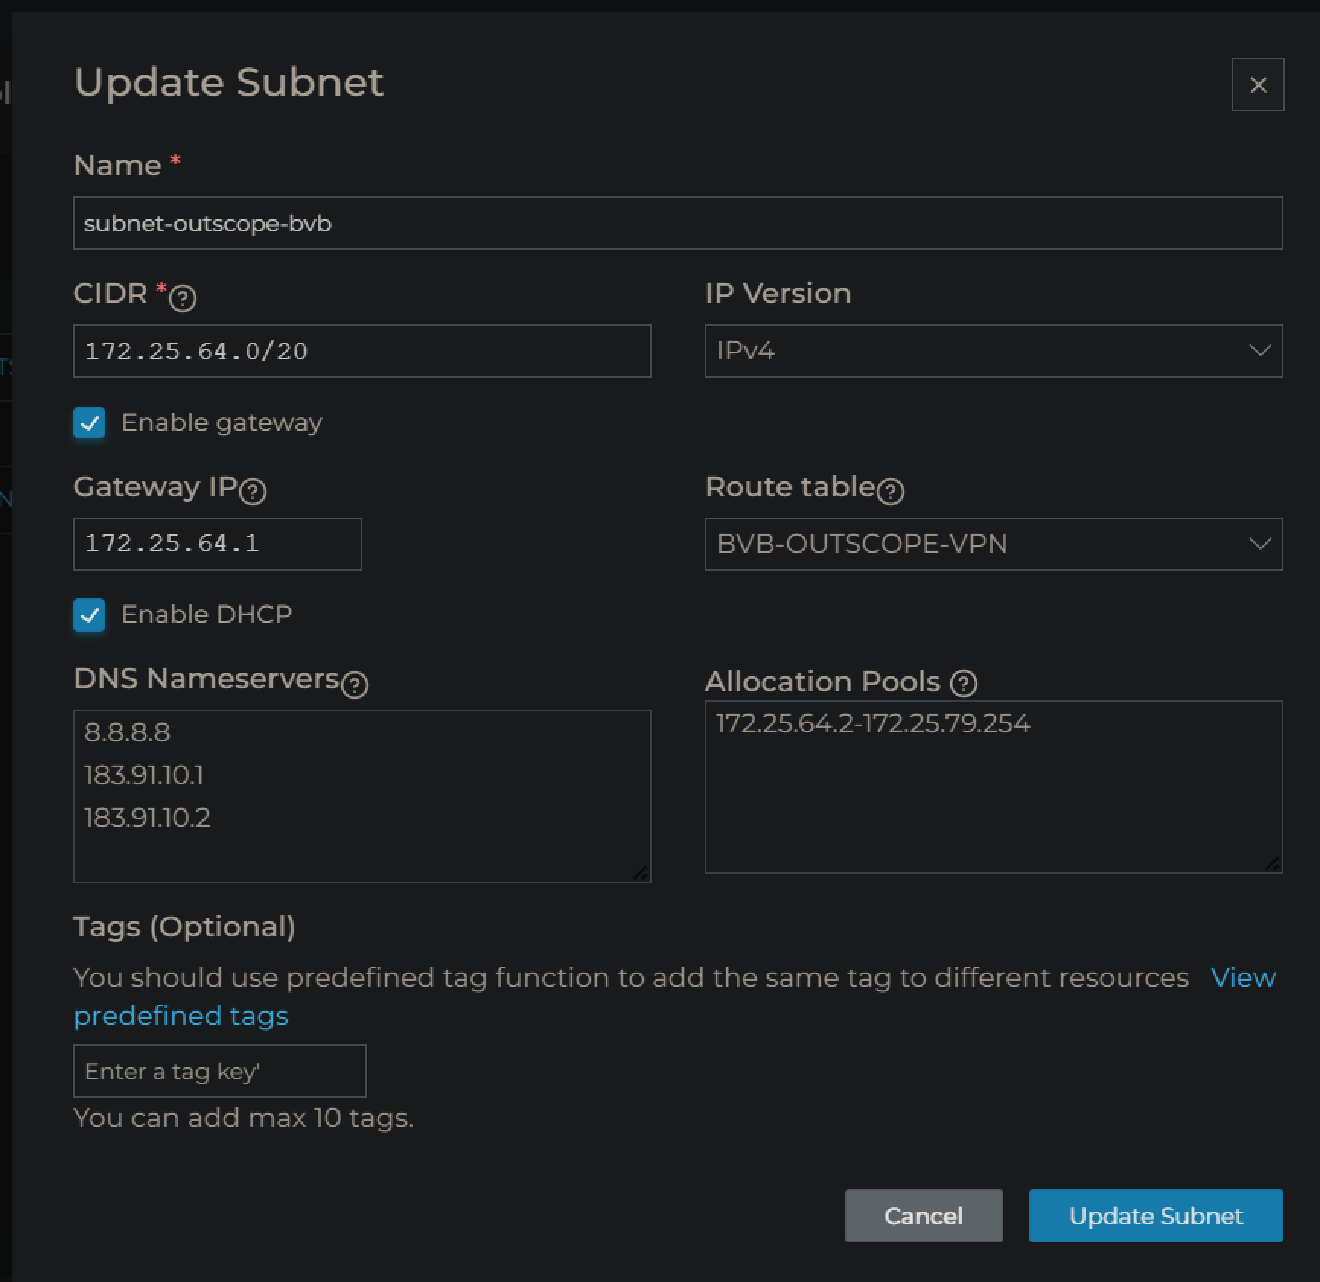 Update Subnet
Name *
subnet-outscope-bvb
CIDR *
IP Version
172.25.64.0/20
IPv4
Enable gateway
Gateway IP
Route table
172.25.64.1
BVB-OUTSCOPE-VPN
Enable DHCP
DNS Nameservers
Allocation Pools
8.8.8.8
183.91.10.1
183.91.10.2
172.25.64.2-172.25.79.254
Tags (Optional)
You should use predefined tag function to add the same tag to different resources View
predefined tags
Enter a tag key'
You can add max 10 tags.
Cancel
Update Subnet